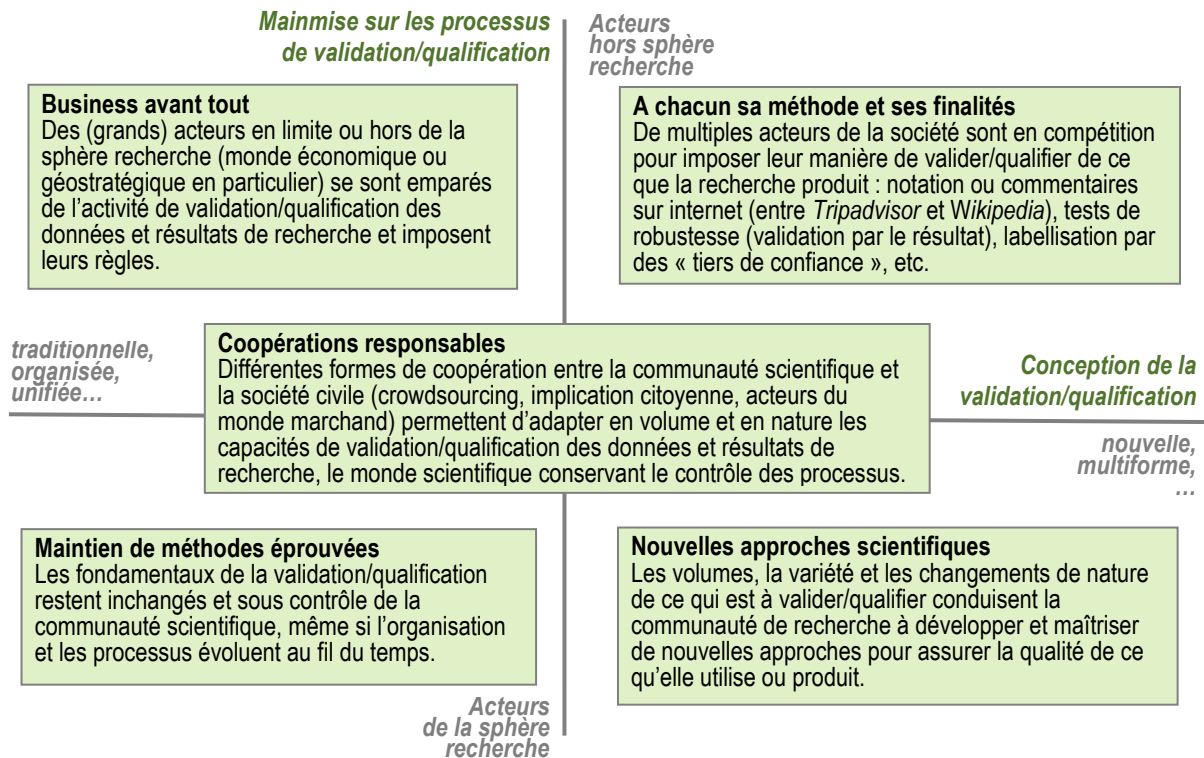 Mainmise sur les processus
de validation/qualification
Acteurs
hors sphère
recherche
Business avant tout
Des (grands) acteurs en limite ou hors de la
sphère recherche (monde économique ou
géostratégique en particulier) se sont emparés
de l'activité de validation/qualification des
données et résultats de recherche et imposent
leurs règles.
A chacun sa méthode et ses finalités
De multiples acteurs de la société sont en compétition
pour imposer leur manière de valider/qualifier de ce
que la recherche produit : notation ou commentaires
sur internet (entre Tripadvisor et Wikipedia), tests de
robustesse (validation par le résultat), labellisation par
des « tiers de confiance », etc.
traditionnelle,
organisée,
unifiée…
Coopérations responsables
Différentes formes de coopération entre la communauté scientifique et
la société civile (crowdsourcing, implication citoyenne, acteurs du
monde marchand) permettent d'adapter en volume et en nature les
capacités de validation/qualification des données et résultats de
recherche, le monde scientifique conservant le contrôle des processus.
Conception de la
validation/qualification
nouvelle,
multiforme,
…
Maintien de méthodes éprouvées
Les fondamentaux de la validation/qualification
restent inchangés et sous contrôle de la
communauté scientifique, même si l'organisation
et les processus évoluent au fil du temps.
Nouvelles approches scientifiques
Les volumes, la variété et les changements de nature
de ce qui est à valider/qualifier conduisent la
communauté de recherche à développer et maîtriser
de nouvelles approches pour assurer la qualité de ce
qu'elle utilise ou produit.
Acteurs
de la sphère
recherche